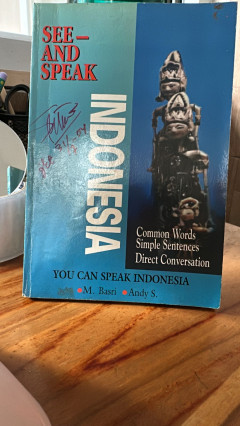 SEE–
AND
SPEAK
INDONESIA
Common Words
Simple Sentences
Direct Conversation
YOU CAN SPEAK INDONESIA
M. Basri Andy S.